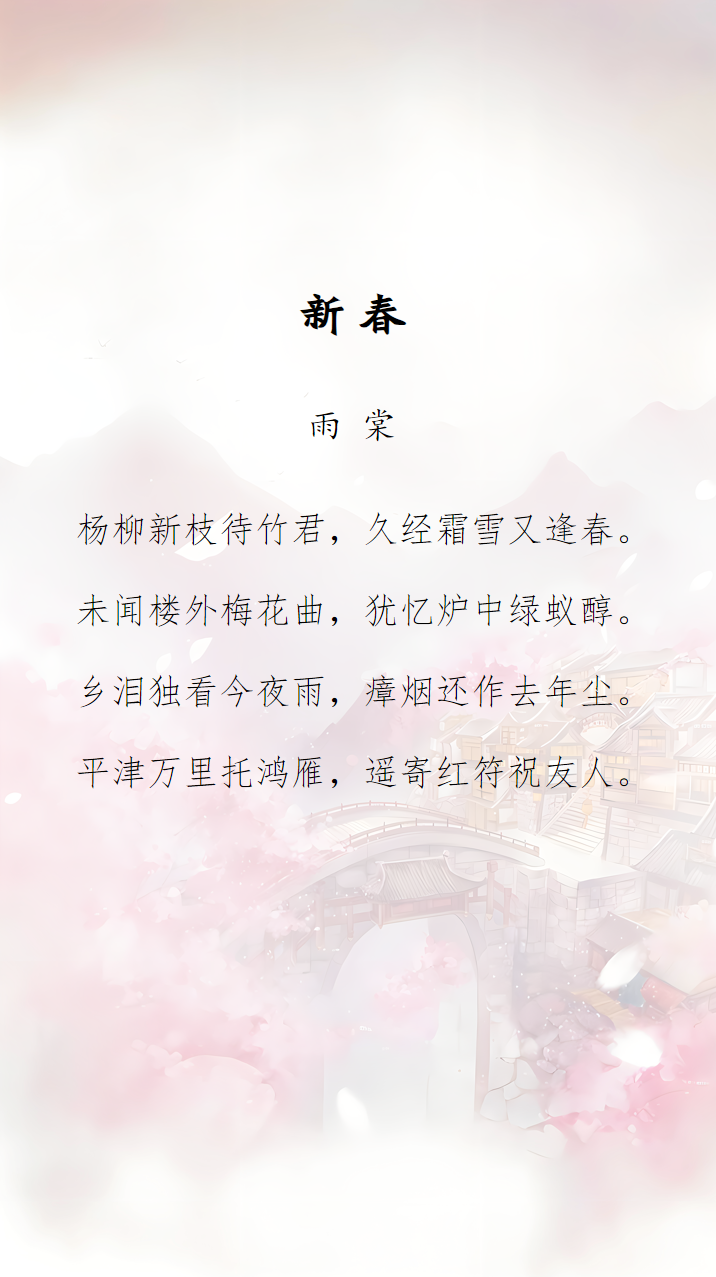 新春
雨 棠
杨柳新枝待竹君，久经霜雪又逢春。
未闻楼外梅花曲，犹忆炉中绿蚁醇。
乡泪独看今夜雨，瘴烟还作去年尘。
平津万里托鸿雁，遥寄红符祝友人。